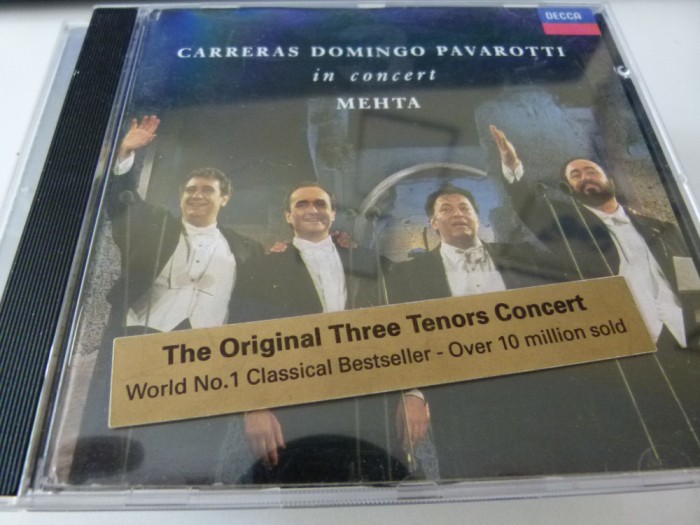 DECCA
CARRERAS DOMINGO PAVAROTTI
in concert
MEHTA
The Original Three Tenors Concert
World No.1 Classical Bestseller - Over 10 million sold